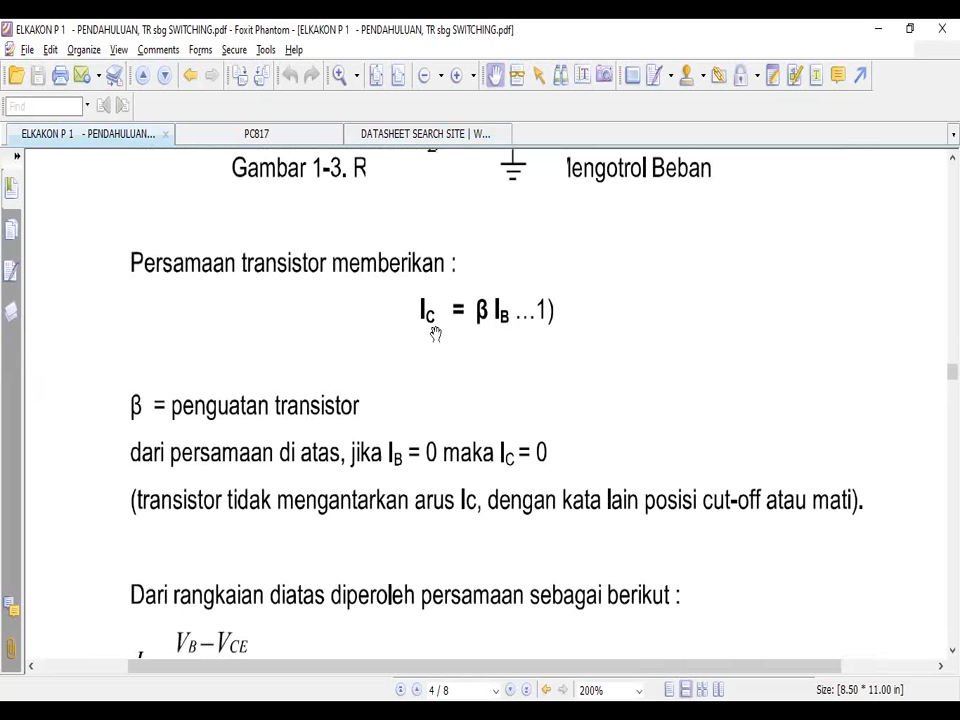 ELKAKON P 1 - PENDAHULUAN, TR sbg SWITCHING.pdf - Foxit Phantom - [ELKAKON P 1 - PENDAHULUAN, TR sbg SWITCHING.pdf]
File Edit Organize View Comments Forms Secure Tools Help
Find
ELKAKON P 1 - PENDAHULUAN... PC817 DATASHEET SEARCH SITE | W...
Gambar 1-3. R engotrol Beban
Persamaan transistor memberikan :
IC = β IB ...1)
β = penguatan transistor
dari persamaan di atas, jika IB = 0 maka IC = 0
(transistor tidak mengantarkan arus Ic, dengan kata lain posisi cut-off atau mati).
Dari rangkaian diatas diperoleh persamaan sebagai berikut :
VB – VCE
4 / 8 200% Size: [8.50 * 11.00 in]